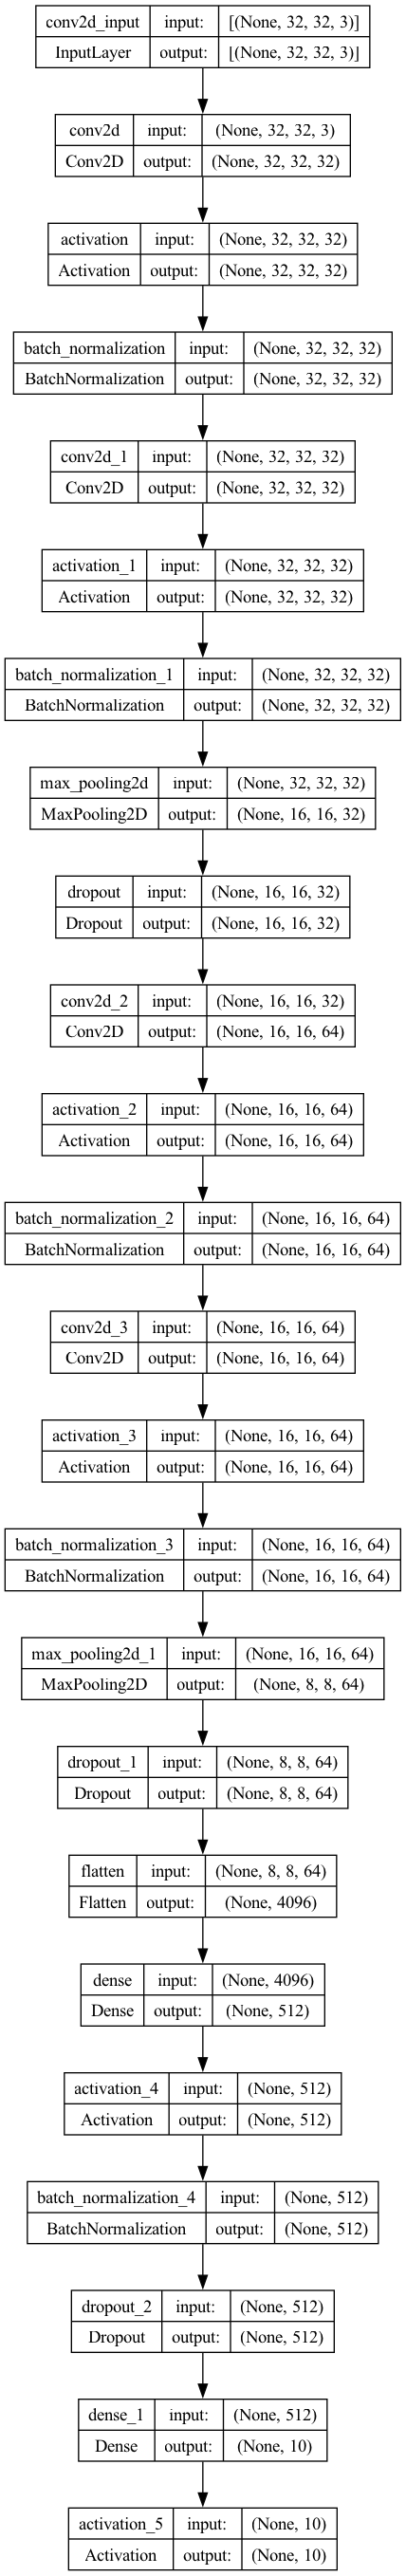 conv2d_input input: [(None, 32, 32, 3)]
InputLayer output: [(None, 32, 32, 3)]
conv2d input: (None, 32, 32, 3)
Conv2D output: (None, 32, 32, 32)
activation input: (None, 32, 32, 32)
Activation output: (None, 32, 32, 32)
batch_normalization input: (None, 32, 32, 32)
BatchNormalization output: (None, 32, 32, 32)
conv2d_1 input: (None, 32, 32, 32)
Conv2D output: (None, 32, 32, 32)
activation_1 input: (None, 32, 32, 32)
Activation output: (None, 32, 32, 32)
batch_normalization_1 input: (None, 32, 32, 32)
BatchNormalization output: (None, 32, 32, 32)
max_pooling2d input: (None, 32, 32, 32)
MaxPooling2D output: (None, 16, 16, 32)
dropout input: (None, 16, 16, 32)
Dropout output: (None, 16, 16, 32)
conv2d_2 input: (None, 16, 16, 32)
Conv2D output: (None, 16, 16, 64)
activation_2 input: (None, 16, 16, 64)
Activation output: (None, 16, 16, 64)
batch_normalization_2 input: (None, 16, 16, 64)
BatchNormalization output: (None, 16, 16, 64)
conv2d_3 input: (None, 16, 16, 64)
Conv2D output: (None, 16, 16, 64)
activation_3 input: (None, 16, 16, 64)
Activation output: (None, 16, 16, 64)
batch_normalization_3 input: (None, 16, 16, 64)
BatchNormalization output: (None, 16, 16, 64)
max_pooling2d_1 input: (None, 16, 16, 64)
MaxPooling2D output: (None, 8, 8, 64)
dropout_1 input: (None, 8, 8, 64)
Dropout output: (None, 8, 8, 64)
flatten input: (None, 8, 8, 64)
Flatten output: (None, 4096)
dense input: (None, 4096)
Dense output: (None, 512)
activation_4 input: (None, 512)
Activation output: (None, 512)
batch_normalization_4 input: (None, 512)
BatchNormalization output: (None, 512)
dropout_2 input: (None, 512)
Dropout output: (None, 512)
dense_1 input: (None, 512)
Dense output: (None, 10)
activation_5 input: (None, 10)
Activation output: (None, 10)